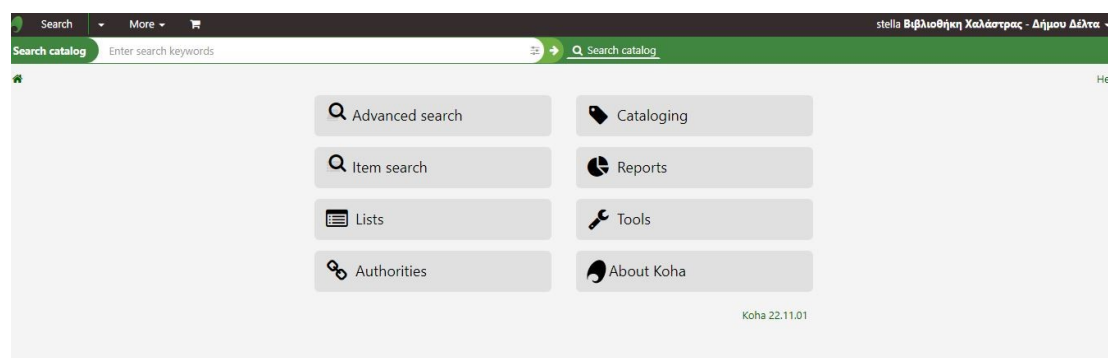 Search More stella Βιβλιοθήκη Χαλάστρας - Δήμου Δέλτα
Search catalog Enter search keywords Search catalog
Advanced search Cataloging
Item search Reports
Lists Tools
Authorities About Koha
Koha 22.11.01